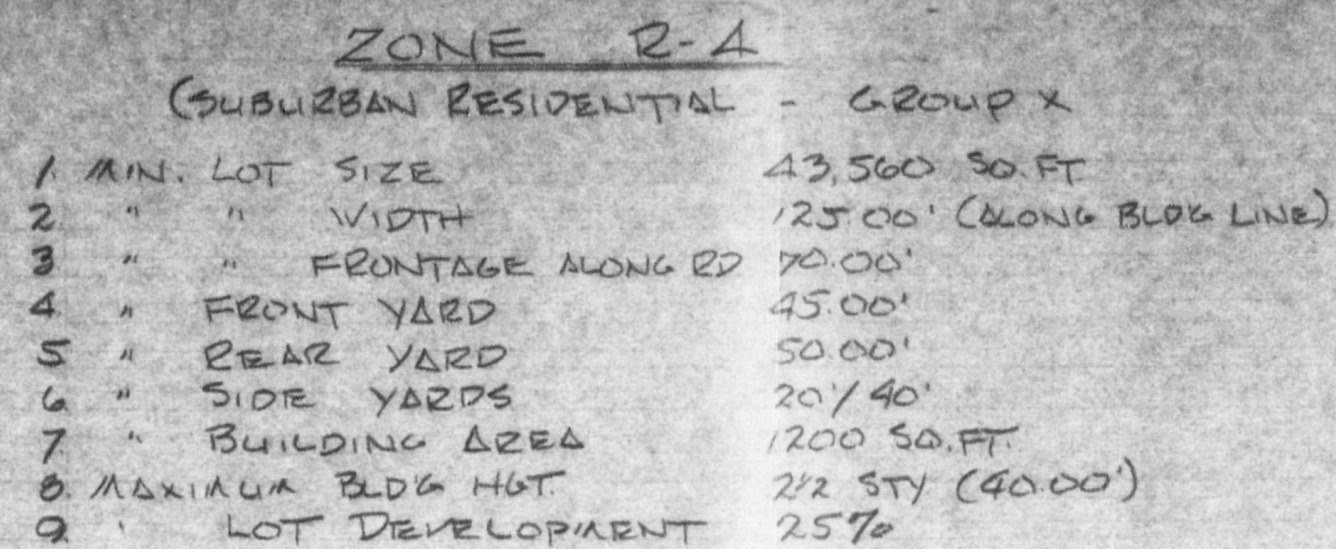 ZONE R-4
(SUBURBAN RESIDENTIAL - GROUP X
1. MIN. LOT SIZE 43,560 SQ.FT
2. " " WIDTH 125.00' (ALONG BLDG LINE)
3 " " FRONTAGE ALONG RD 70.00'
4. " FRONT YARD 45.00'
5 " REAR YARD 50.00'
6. " SIDE YARDS 20'/40'
7. " BUILDING AREA 1200 SQ.FT.
8. MAXIMUM BLD'G HGT. 2½ STY (40.00')
9. " LOT DEVELOPMENT 25%